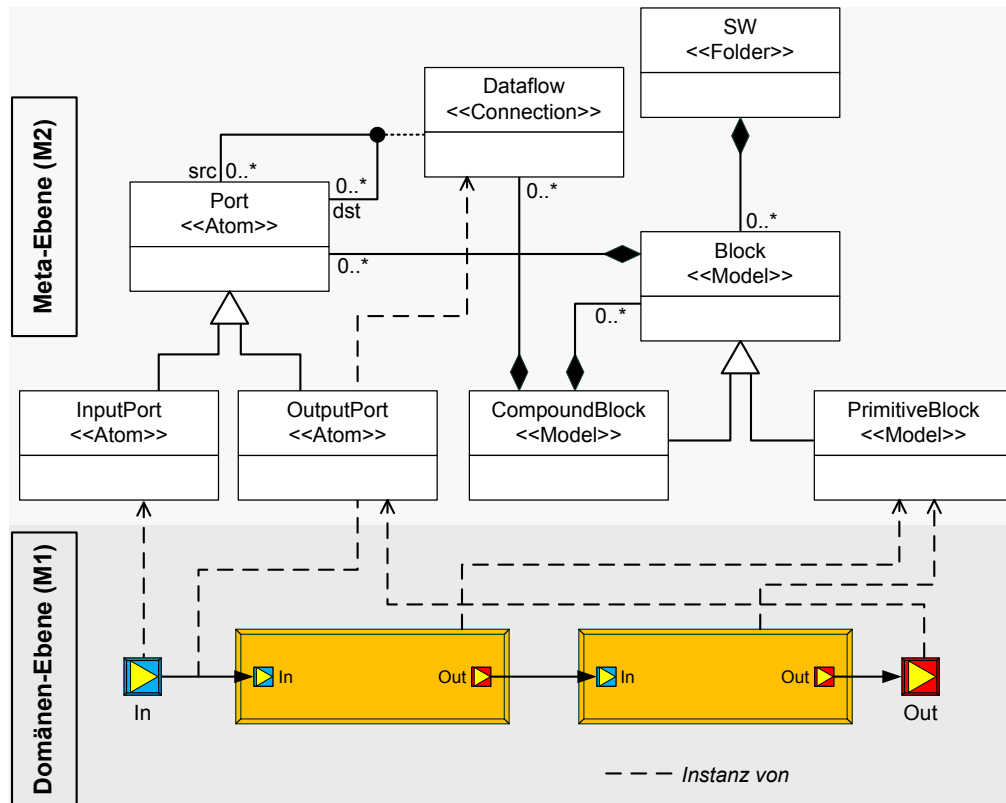 Meta-Ebene (M2)
SW
<<Folder>>
0..*
Dataflow
<<Connection>>
0..*
src 0..*
0..*
dst
Port
<<Atom>>
0..*
Block
<<Model>>
0..*
InputPort
<<Atom>>
OutputPort
<<Atom>>
CompoundBlock
<<Model>>
PrimitiveBlock
<<Model>>
Domänen-Ebene (M1)
In
In
Out
In
Out
Out
Instanz von